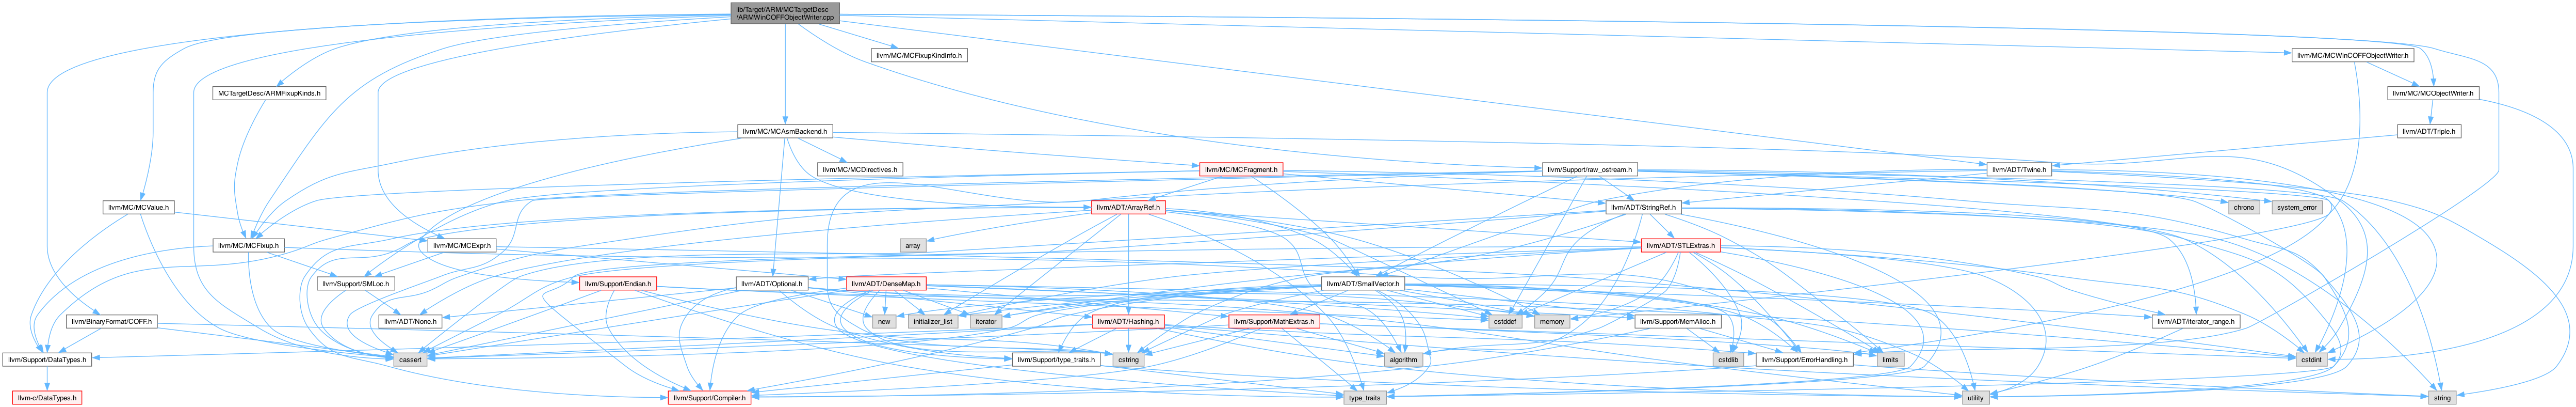 lib/Target/ARM/MCTargetDesc
/ARMWinCOFFObjectWriter.cpp
llvm/MC/MCFixupKindInfo.h
llvm/MC/MCWinCOFFObjectWriter.h
MCTargetDesc/ARMFixupKinds.h
llvm/MC/MCObjectWriter.h
llvm/MC/MCAsmBackend.h
llvm/ADT/Triple.h
llvm/MC/MCDirectives.h
llvm/MC/MCFragment.h
llvm/Support/raw_ostream.h
llvm/ADT/Twine.h
llvm/MC/MCValue.h
llvm/ADT/ArrayRef.h
llvm/ADT/StringRef.h
chrono
system_error
llvm/MC/MCFixup.h
llvm/MC/MCExpr.h
array
llvm/ADT/STLExtras.h
llvm/Support/SMLoc.h
llvm/Support/Endian.h
llvm/ADT/Optional.h
llvm/ADT/DenseMap.h
llvm/ADT/SmallVector.h
llvm/BinaryFormat/COFF.h
llvm/ADT/None.h
new
initializer_list
iterator
llvm/ADT/Hashing.h
llvm/Support/MathExtras.h
cstddef
memory
llvm/Support/MemAlloc.h
llvm/ADT/iterator_range.h
llvm/Support/DataTypes.h
cassert
cstring
llvm/Support/type_traits.h
algorithm
cstdlib
llvm/Support/ErrorHandling.h
limits
cstdint
llvm-c/DataTypes.h
llvm/Support/Compiler.h
type_traits
utility
string